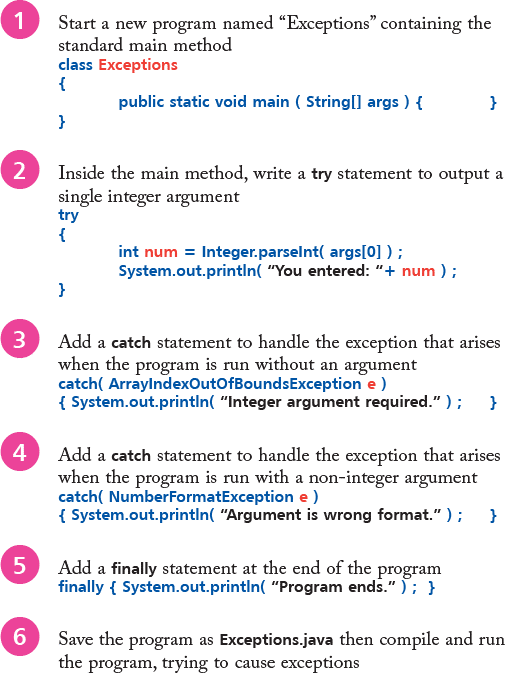 1 Start a new program named “Exceptions” containing the
standard main method
class Exceptions
{
public static void main ( String[] args ) { }
}
2 Inside the main method, write a try statement to output a
single integer argument
try
{
int num = Integer.parseInt( args[0] ) ;
System.out.println( “You entered: “+ num ) ;
}
3 Add a catch statement to handle the exception that arises
when the program is run without an argument
catch( ArrayIndexOutOfBoundsException e )
{ System.out.println( “Integer argument required.” ) ; }
4 Add a catch statement to handle the exception that arises
when the program is run with a non-integer argument
catch( NumberFormatException e )
{ System.out.println( “Argument is wrong format.” ) ; }
5 Add a finally statement at the end of the program
finally { System.out.println( “Program ends.” ) ; }
6 Save the program as Exceptions.java then compile and run
the program, trying to cause exceptions